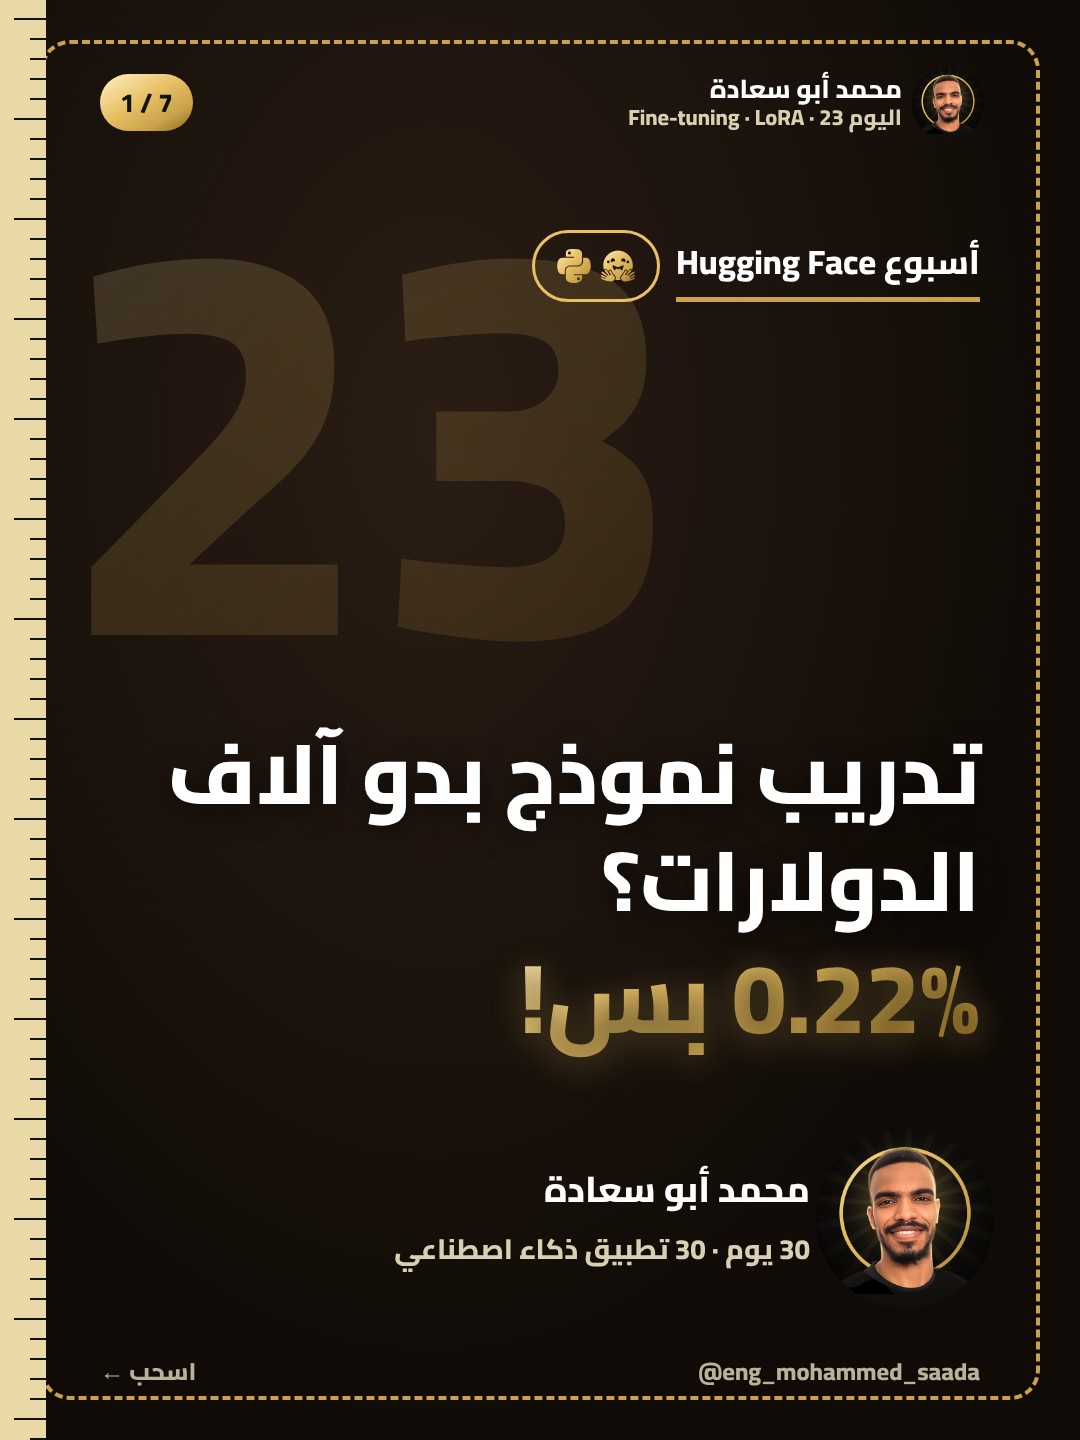 محمد أبو سعادة
اليوم 23 · Fine-tuning · LoRA
1 / 7
أسبوع Hugging Face
23
تدريب نموذج بدو آلاف
الدولارات؟
0.22% بس!
محمد أبو سعادة
30 يوم · 30 تطبيق ذكاء اصطناعي
@eng_mohammed_saada
اسحب ←